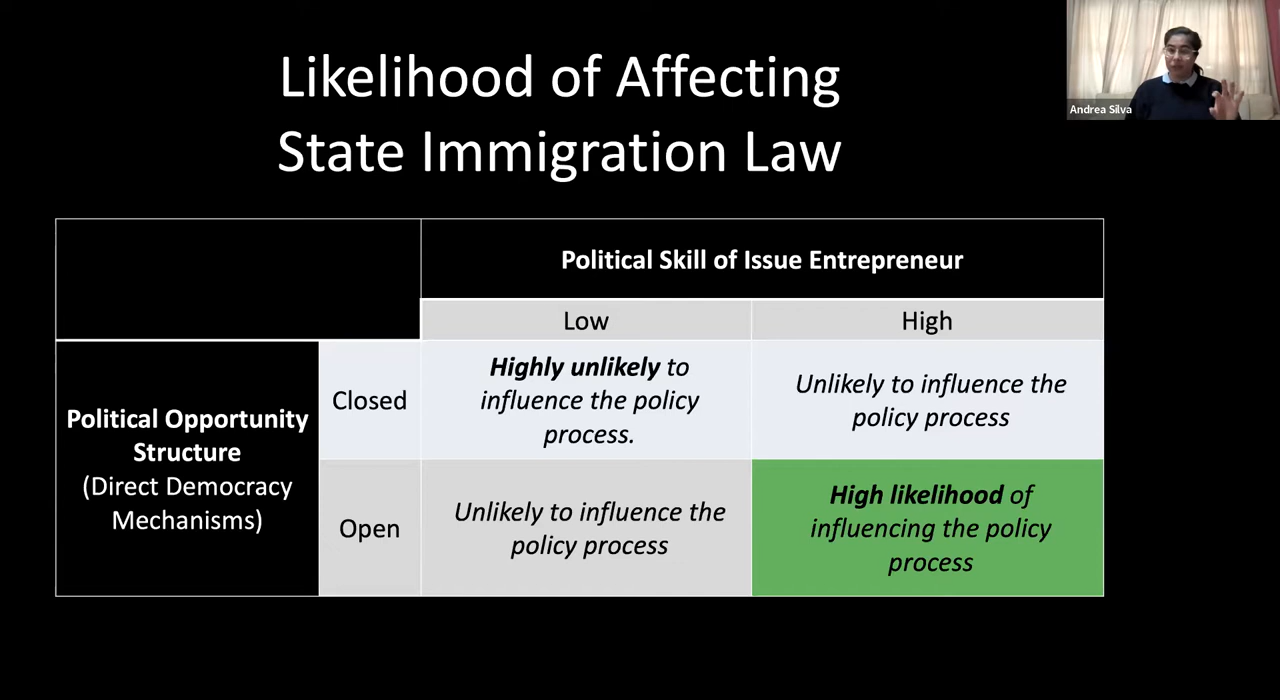 Likelihood of Affecting
State Immigration Law
Andrea Silva
Political Skill of Issue Entrepreneur
Low
High
Political Opportunity
Structure
(Direct Democracy
Mechanisms)
Closed
Highly unlikely to
influence the policy
process.
Unlikely to influence the
policy process
Open
Unlikely to influence the
policy process
High likelihood of
influencing the policy
process